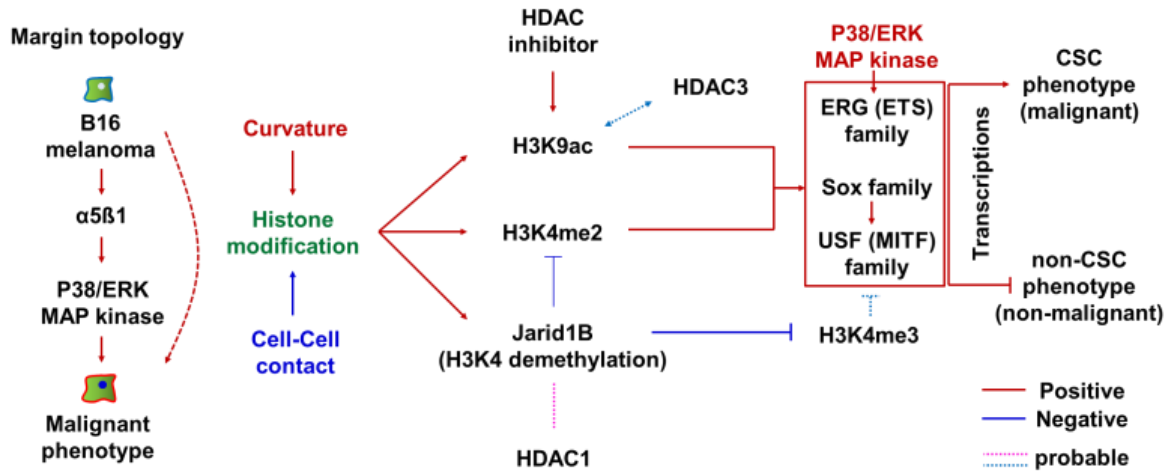 Margin topology
B16
melanoma
α5ß1
P38/ERK
MAP kinase
Malignant
phenotype
Curvature
Histone
modification
Cell-Cell
contact
HDAC
inhibitor
HDAC3
H3K9ac
H3K4me2
Jarid1B
(H3K4 demethylation)
HDAC1
P38/ERK
MAP kinase
ERG (ETS)
family
Sox family
USF (MITF)
family
H3K4me3
Transcriptions
CSC
phenotype
(malignant)
non-CSC
phenotype
(non-malignant)
Positive
Negative
probable